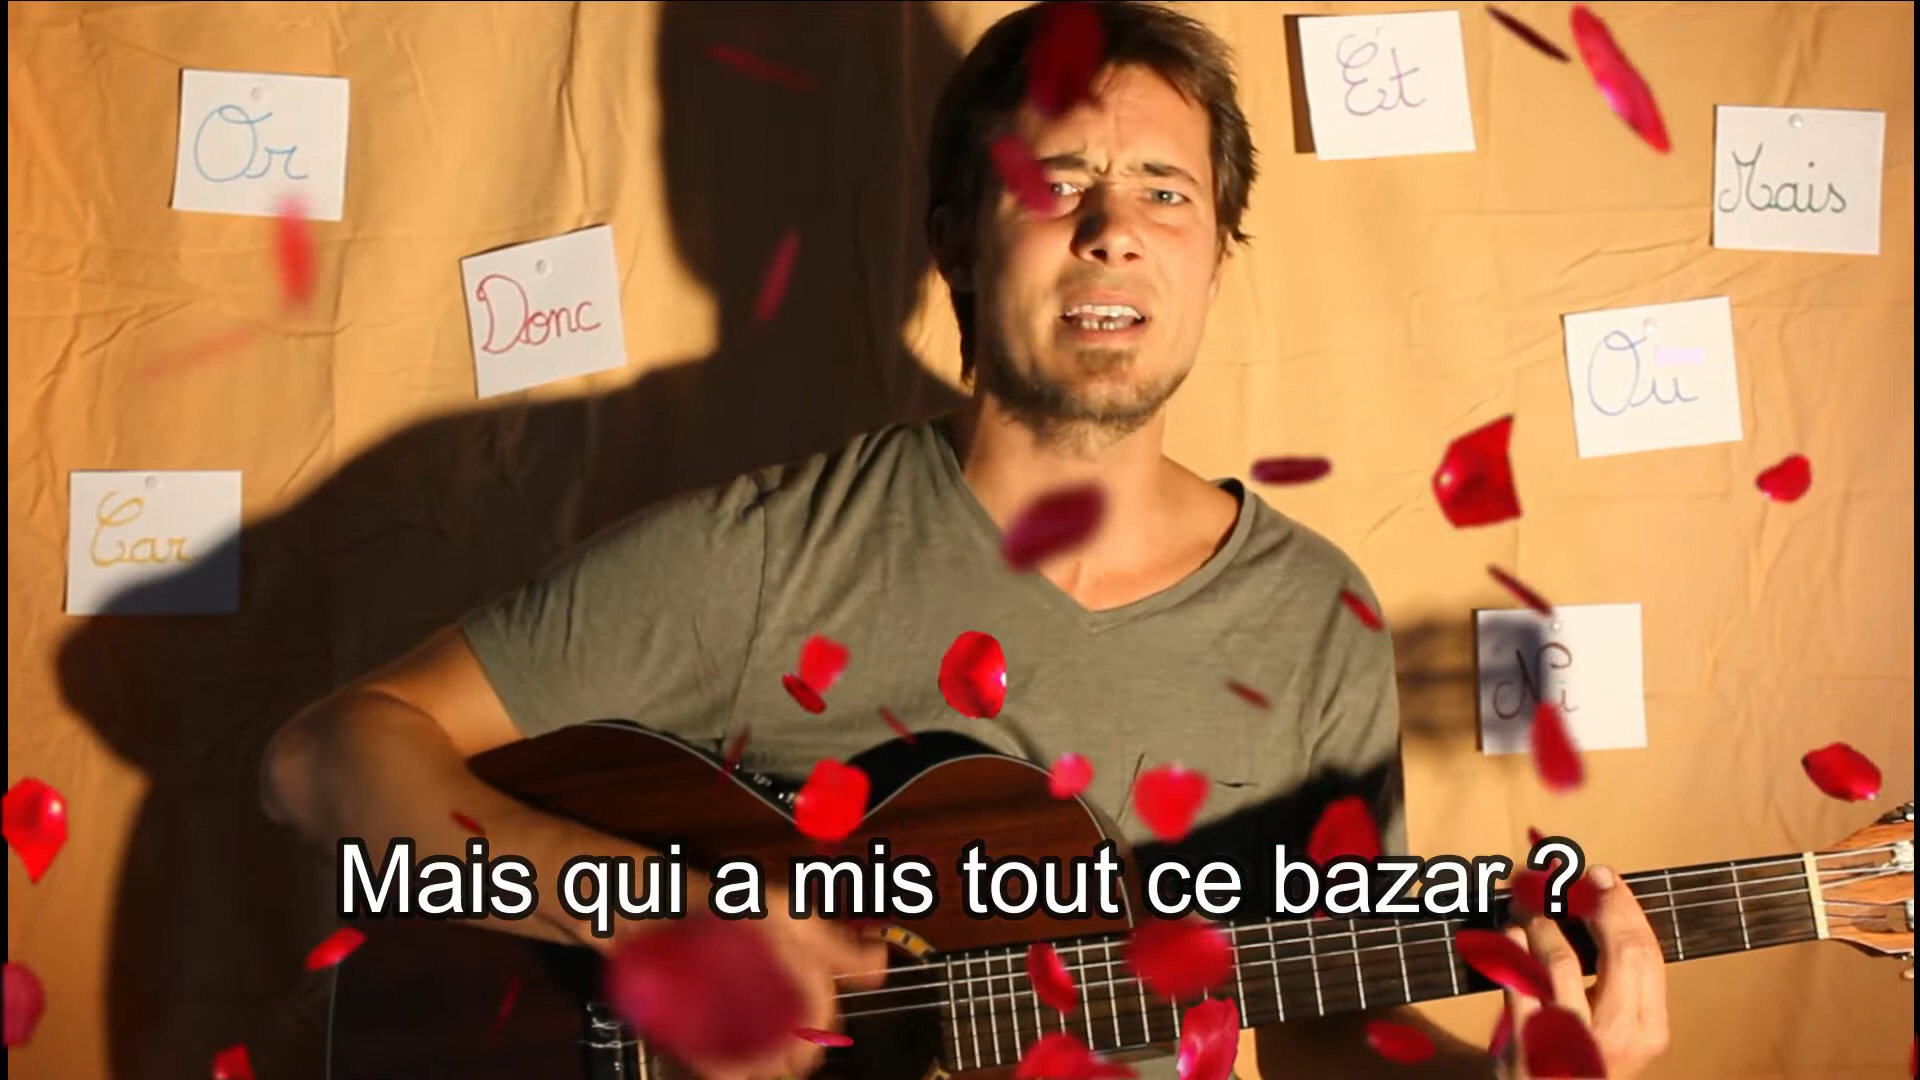 Or
Et
Mais
Donc
Ou
Car
Ni
Mais qui a mis tout ce bazar ?